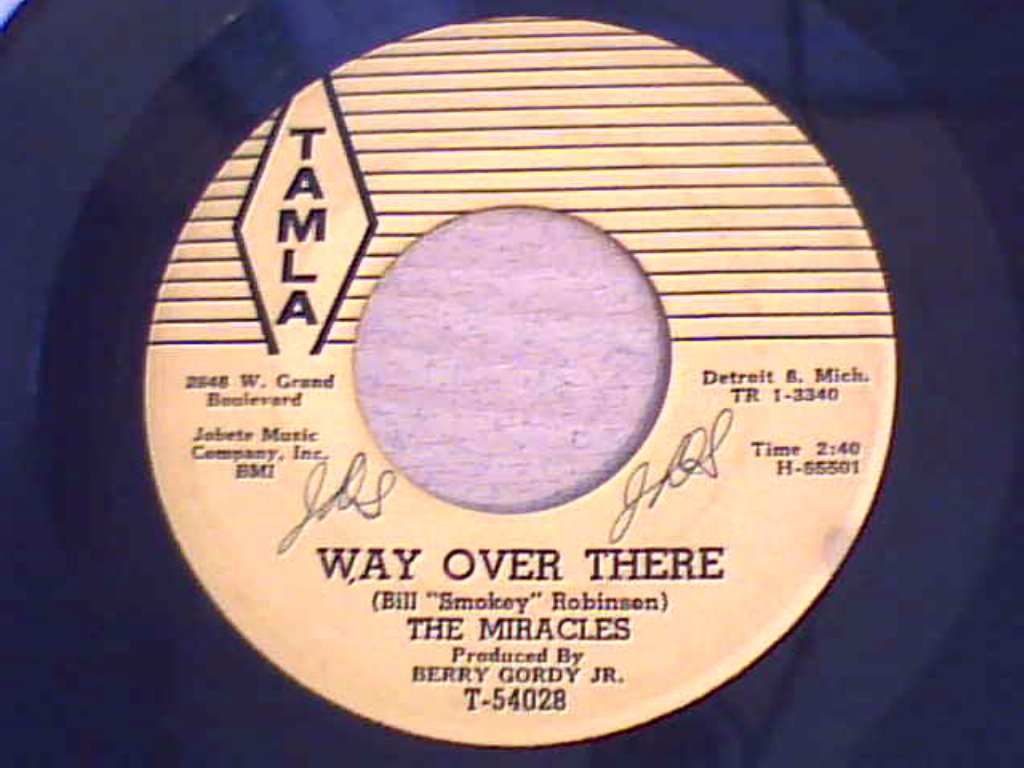 TAMLA
2648 W. Grand
Boulevard
Jobete Music
Company, Inc.
BMI
Detroit 8, Mich.
TR 1-3340
Time 2:40
H-55501
WAY OVER THERE
(Bill "Smokey" Robinson)
THE MIRACLES
Produced By
BERRY GORDY JR.
T-54028